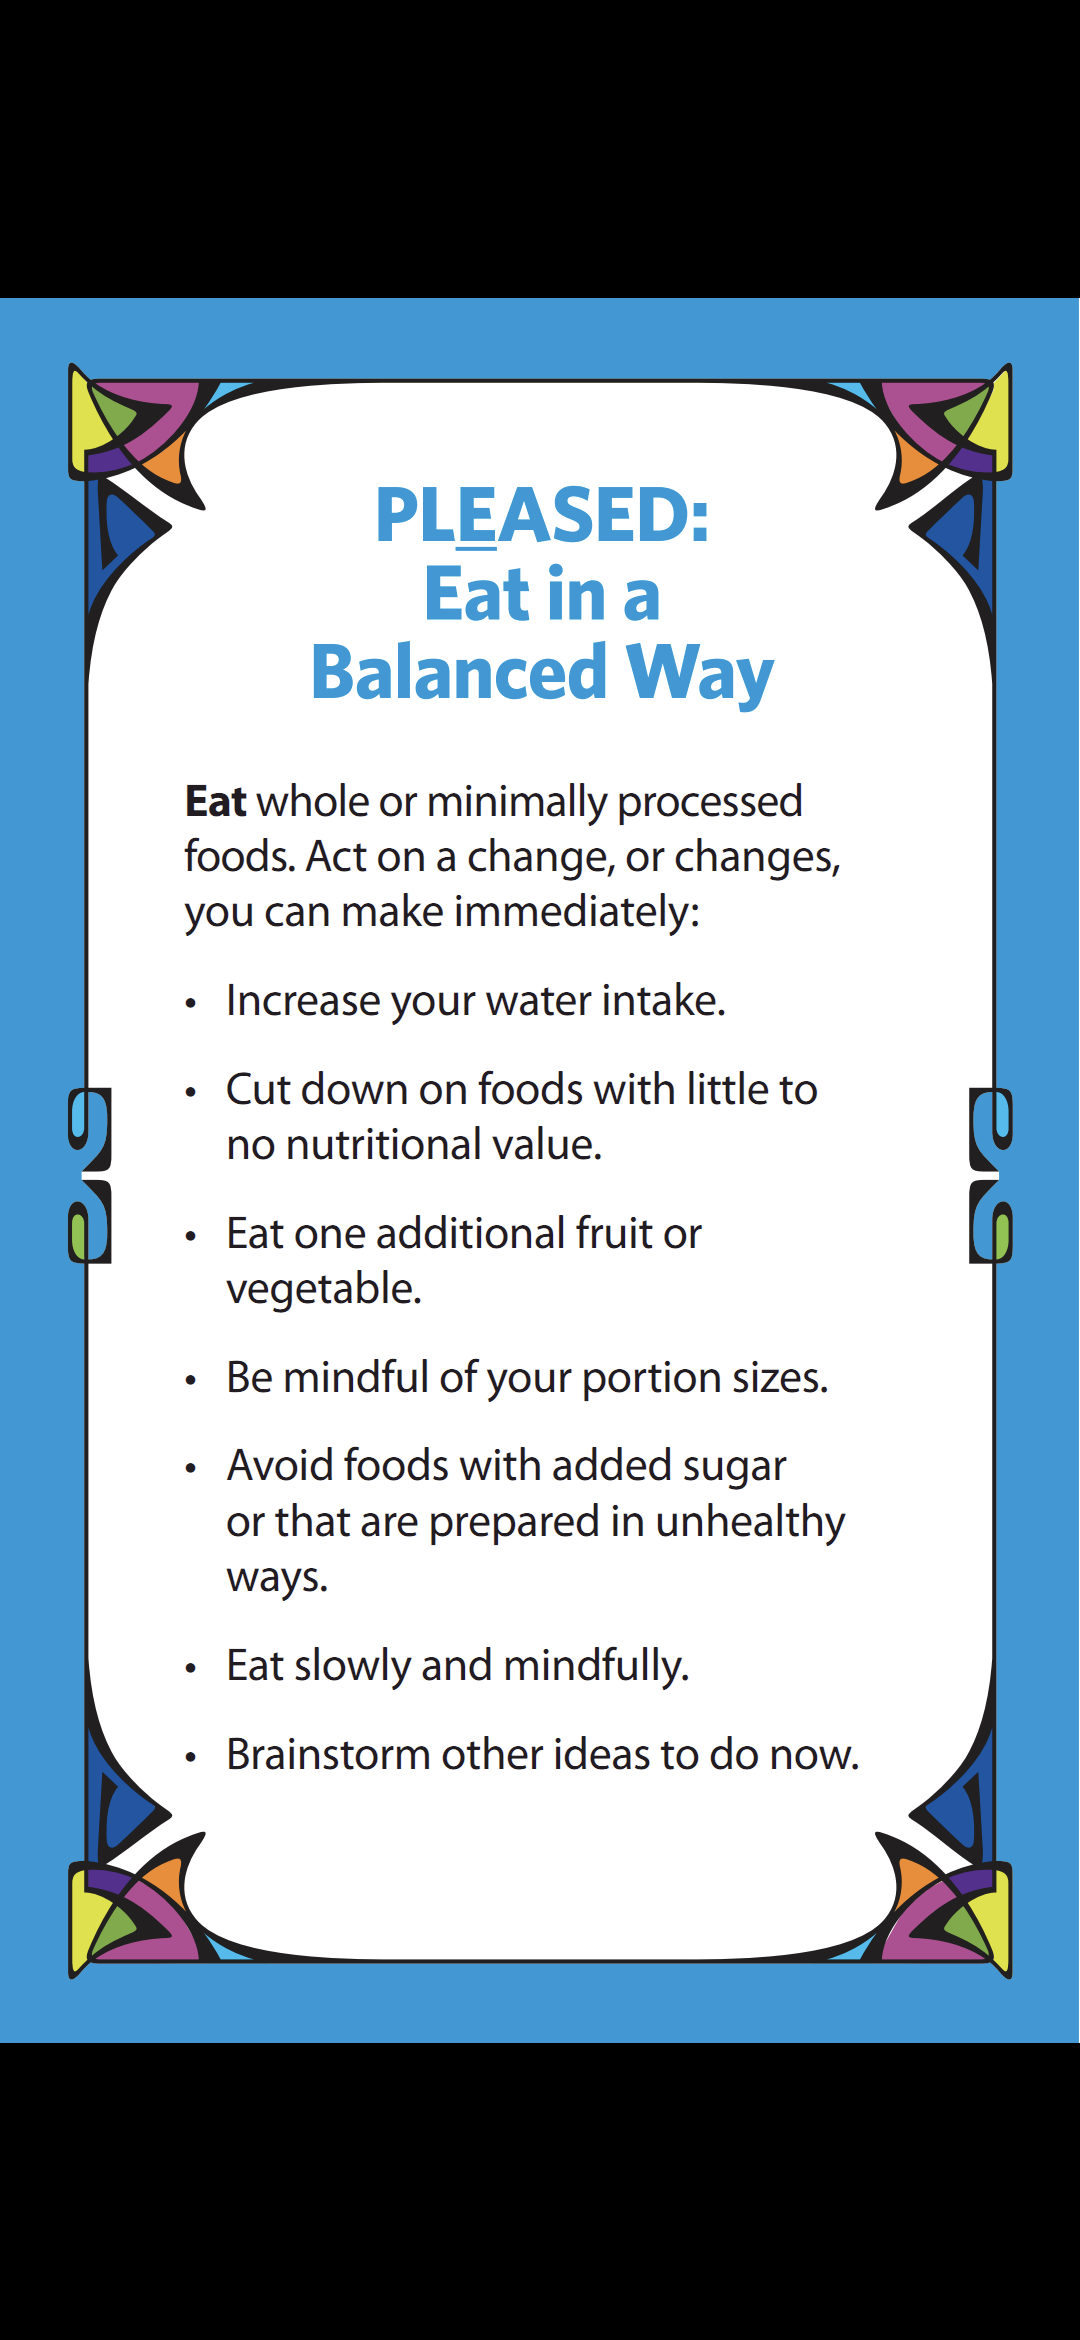 PLEASED:
Eat in a
Balanced Way
Eat whole or minimally processed
foods. Act on a change, or changes,
you can make immediately:
• Increase your water intake.
• Cut down on foods with little to
no nutritional value.
• Eat one additional fruit or
vegetable.
• Be mindful of your portion sizes.
• Avoid foods with added sugar
or that are prepared in unhealthy
ways.
• Eat slowly and mindfully.
• Brainstorm other ideas to do now.